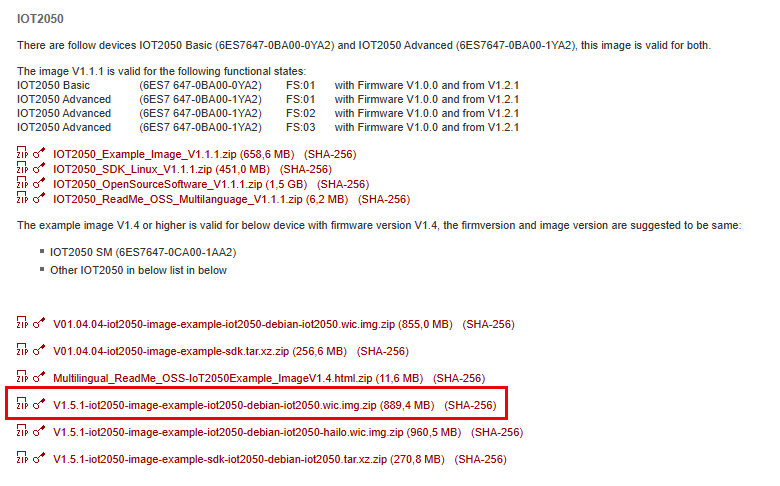 IOT2050
There are follow devices IOT2050 Basic (6ES7647-0BA00-0YA2) and IOT2050 Advanced (6ES7647-0BA00-1YA2), this image is valid for both.
The image V1.1.1 is valid for the following functional states:
IOT2050 Basic (6ES7 647-0BA00-0YA2) FS:01 with Firmware V1.0.0 and from V1.2.1
IOT2050 Advanced (6ES7 647-0BA00-1YA2) FS:01 with Firmware V1.0.0 and from V1.2.1
IOT2050 Advanced (6ES7 647-0BA00-1YA2) FS:02 with Firmware V1.0.0 and from V1.2.1
IOT2050 Advanced (6ES7 647-0BA00-1YA2) FS:03 with Firmware V1.0.0 and from V1.2.1
ZIP IOT2050_Example_Image_V1.1.1.zip (658,6 MB) (SHA-256)
ZIP IOT2050_SDK_Linux_V1.1.1.zip (451,0 MB) (SHA-256)
ZIP IOT2050_OpenSourceSoftware_V1.1.1.zip (1,5 GB) (SHA-256)
ZIP IOT2050_ReadMe_OSS_Multilanguage_V1.1.1.zip (6,2 MB) (SHA-256)
The example image V1.4 or higher is valid for below device with firmware version V1.4, the firmversion and image version are suggested to be same:
IOT2050 SM (6ES7647-0CA00-1AA2)
Other IOT2050 in below list in below
ZIP V01.04.04-iot2050-image-example-iot2050-debian-iot2050.wic.img.zip (855,0 MB) (SHA-256)
ZIP V01.04.04-iot2050-image-example-sdk.tar.xz.zip (256,6 MB) (SHA-256)
ZIP Multilingual_ReadMe_OSS-IoT2050Example_ImageV1.4.html.zip (11,6 MB) (SHA-256)
ZIP V1.5.1-iot2050-image-example-iot2050-debian-iot2050.wic.img.zip (889,4 MB) (SHA-256)
ZIP V1.5.1-iot2050-image-example-iot2050-debian-iot2050-hailo.wic.img.zip (960,5 MB) (SHA-256)
ZIP V1.5.1-iot2050-image-example-sdk-iot2050-debian-iot2050.tar.xz.zip (270,8 MB) (SHA-256)